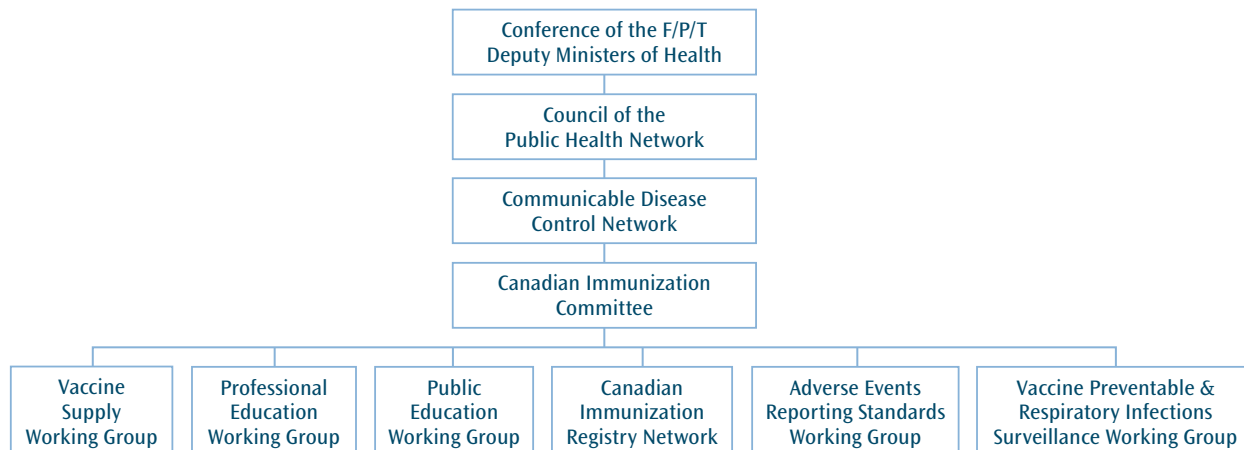 Conference of the F/P/T
Deputy Ministers of Health
Council of the
Public Health Network
Communicable Disease
Control Network
Canadian Immunization
Committee
Vaccine
Supply
Working Group
Professional
Education
Working Group
Public
Education
Working Group
Canadian
Immunization
Registry Network
Adverse Events
Reporting Standards
Working Group
Vaccine Preventable &
Respiratory Infections
Surveillance Working Group